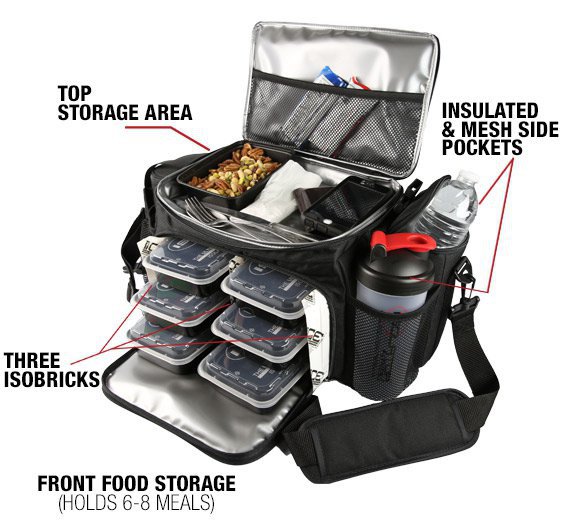 TOP
STORAGE AREA
INSULATED
& MESH SIDE
POCKETS
THREE
ISOBRICKS
FRONT FOOD STORAGE
(HOLDS 6-8 MEALS)